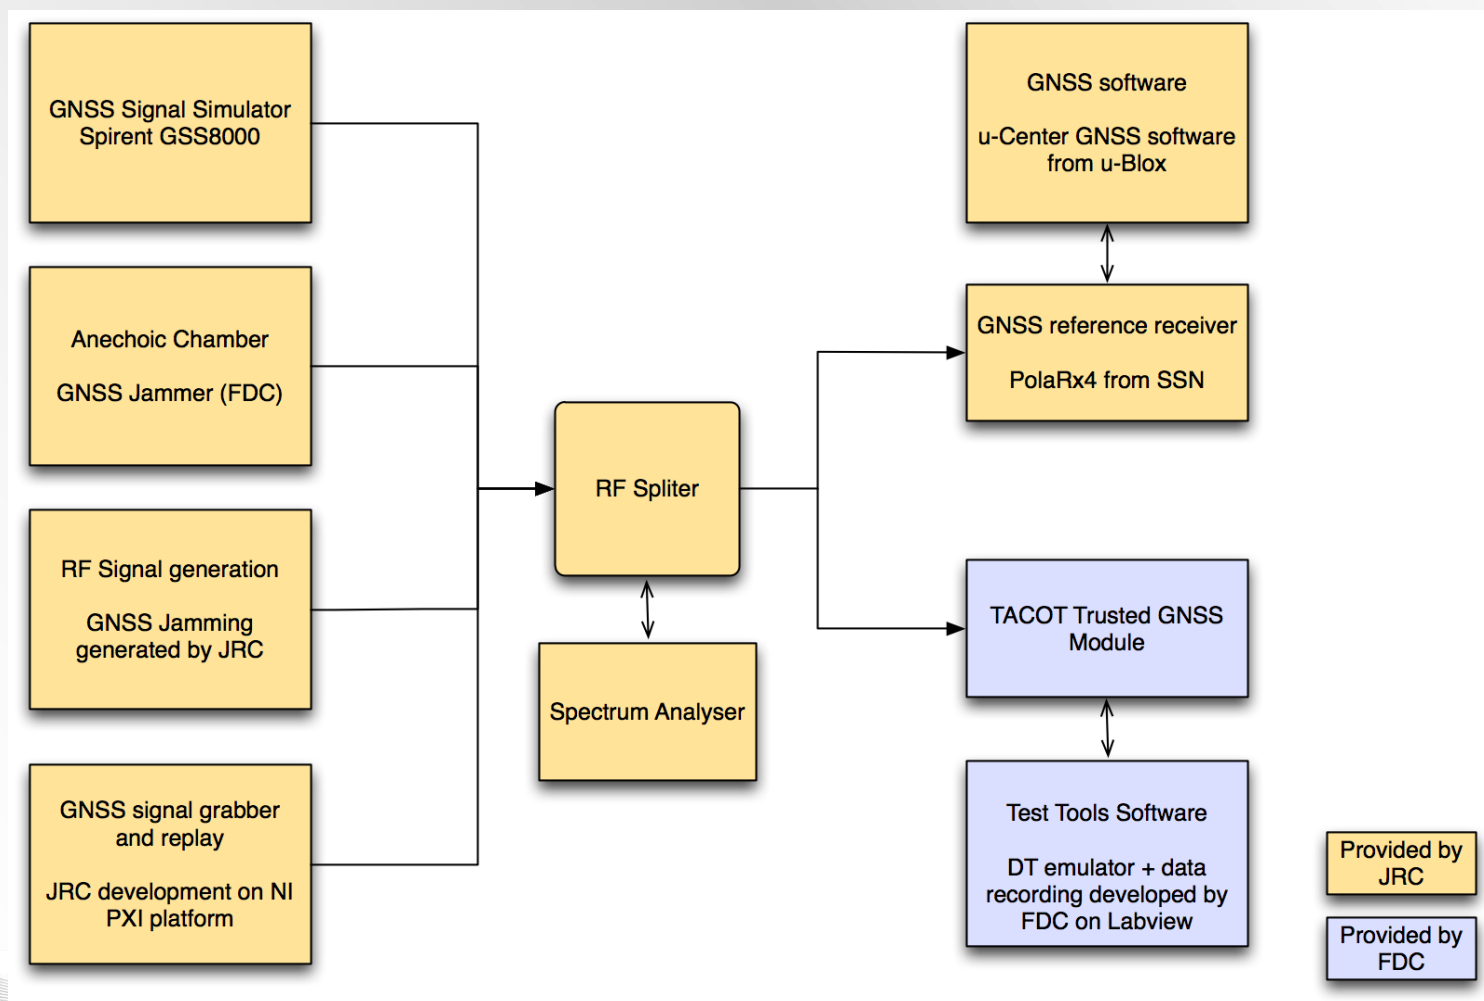 GNSS Signal Simulator
Spirent GSS8000
Anechoic Chamber
GNSS Jammer (FDC)
RF Signal generation
GNSS Jamming
generated by JRC
GNSS signal grabber
and replay
JRC development on NI
PXI platform
RF Spliter
Spectrum Analyser
GNSS software
u-Center GNSS software
from u-Blox
GNSS reference receiver
PolaRx4 from SSN
TACOT Trusted GNSS
Module
Test Tools Software
DT emulator + data
recording developed by
FDC on Labview
Provided by
JRC
Provided by
FDC